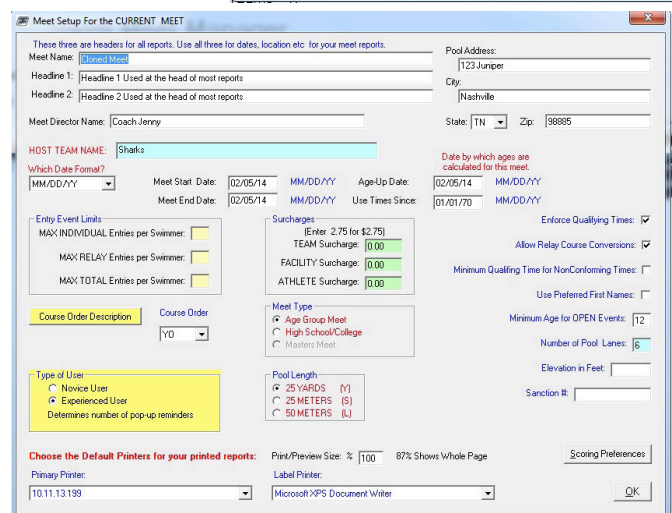 Meet Setup For the CURRENT MEET
These three are headers for all reports. Use all three for dates, location etc for your meet reports.
Meet Name: Cloned Meet
Headline 1: Headline 1 Used at the head of most reports
Headline 2: Headline 2 Used at the head of most reports
Pool Address:
123 Juniper
City:
Nashville
Meet Director Name: Coach Jenny
State: TN Zip: 98885
HOST TEAM NAME: Sharks
Which Date Format?
MM/DD/YY
Date by which ages are
calculated for this meet.
Meet Start Date: 02/05/14 MM/DD/YY Age-Up Date: 02/05/14 MM/DD/YY
Meet End Date: 02/05/14 MM/DD/YY Use Times Since: 01/01/70 MM/DD/YY
Entry Event Limits
MAX INDIVIDUAL Entries per Swimmer:
MAX RELAY Entries per Swimmer:
MAX TOTAL Entries per Swimmer:
Surcharges
(Enter 2.75 for $2.75)
TEAM Surcharge: 0.00
FACILITY Surcharge: 0.00
ATHLETE Surcharge: 0.00
Enforce Qualifying Times:
Allow Relay Course Conversions:
Minimum Qualifing Time for NonConforming Times:
Use Preferred First Names:
Minimum Age for OPEN Events: 12
Number of Pool Lanes: 6
Elevation in Feet:
Sanction #:
Course Order Description
Course Order
YO
Meet Type
Age Group Meet
High School/College
Masters Meet
Type of User
Novice User
Experienced User
Determines number of pop-up reminders
Pool Length
25 YARDS (Y)
25 METERS (S)
50 METERS (L)
Choose the Default Printers for your printed reports: Print/Preview Size: % 100 87% Shows Whole Page
Scoring Preferences
Primary Printer:
10.11.13.199
Label Printer:
Microsoft XPS Document Writer
OK